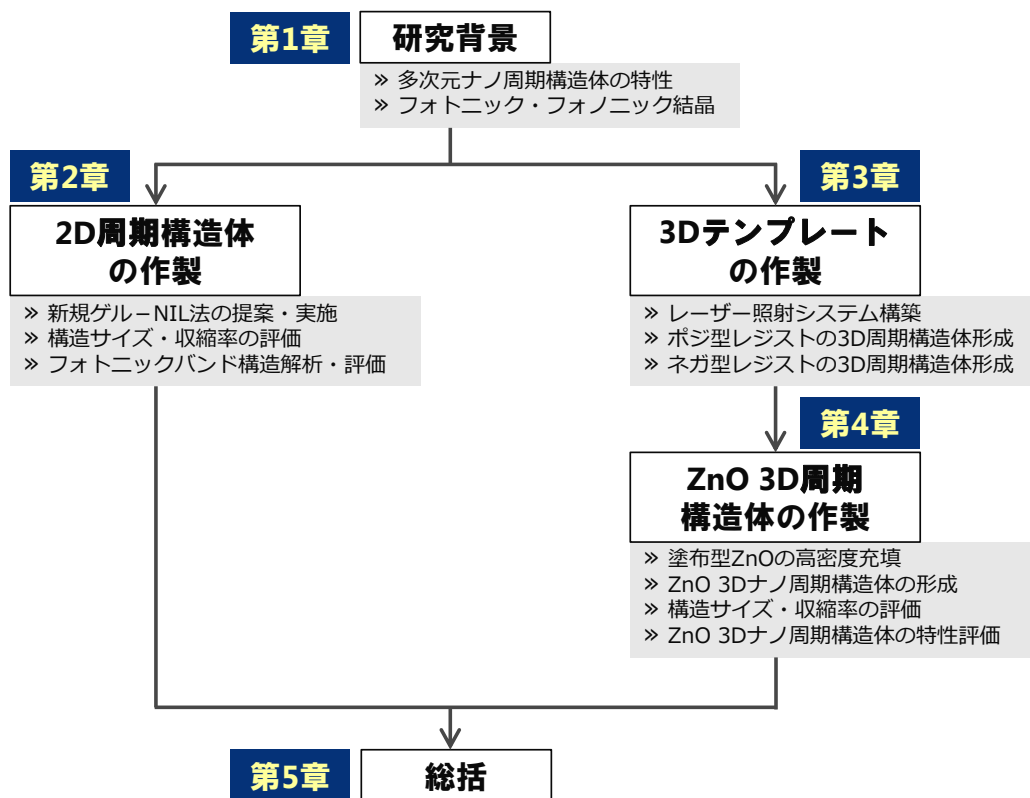 第1章
研究背景
» 多次元ナノ周期構造体の特性
» フォトニック・フォノニック結晶
第2章
2D周期構造体
の作製
» 新規ゲル－NIL法の提案・実施
» 構造サイズ・収縮率の評価
» フォトニックバンド構造解析・評価
第3章
3Dテンプレート
の作製
» レーザー照射システム構築
» ポジ型レジストの3D周期構造体形成
» ネガ型レジストの3D周期構造体形成
第4章
ZnO 3D周期
構造体の作製
» 塗布型ZnOの高密度充填
» ZnO 3Dナノ周期構造体の形成
» 構造サイズ・収縮率の評価
» ZnO 3Dナノ周期構造体の特性評価
第5章
総括